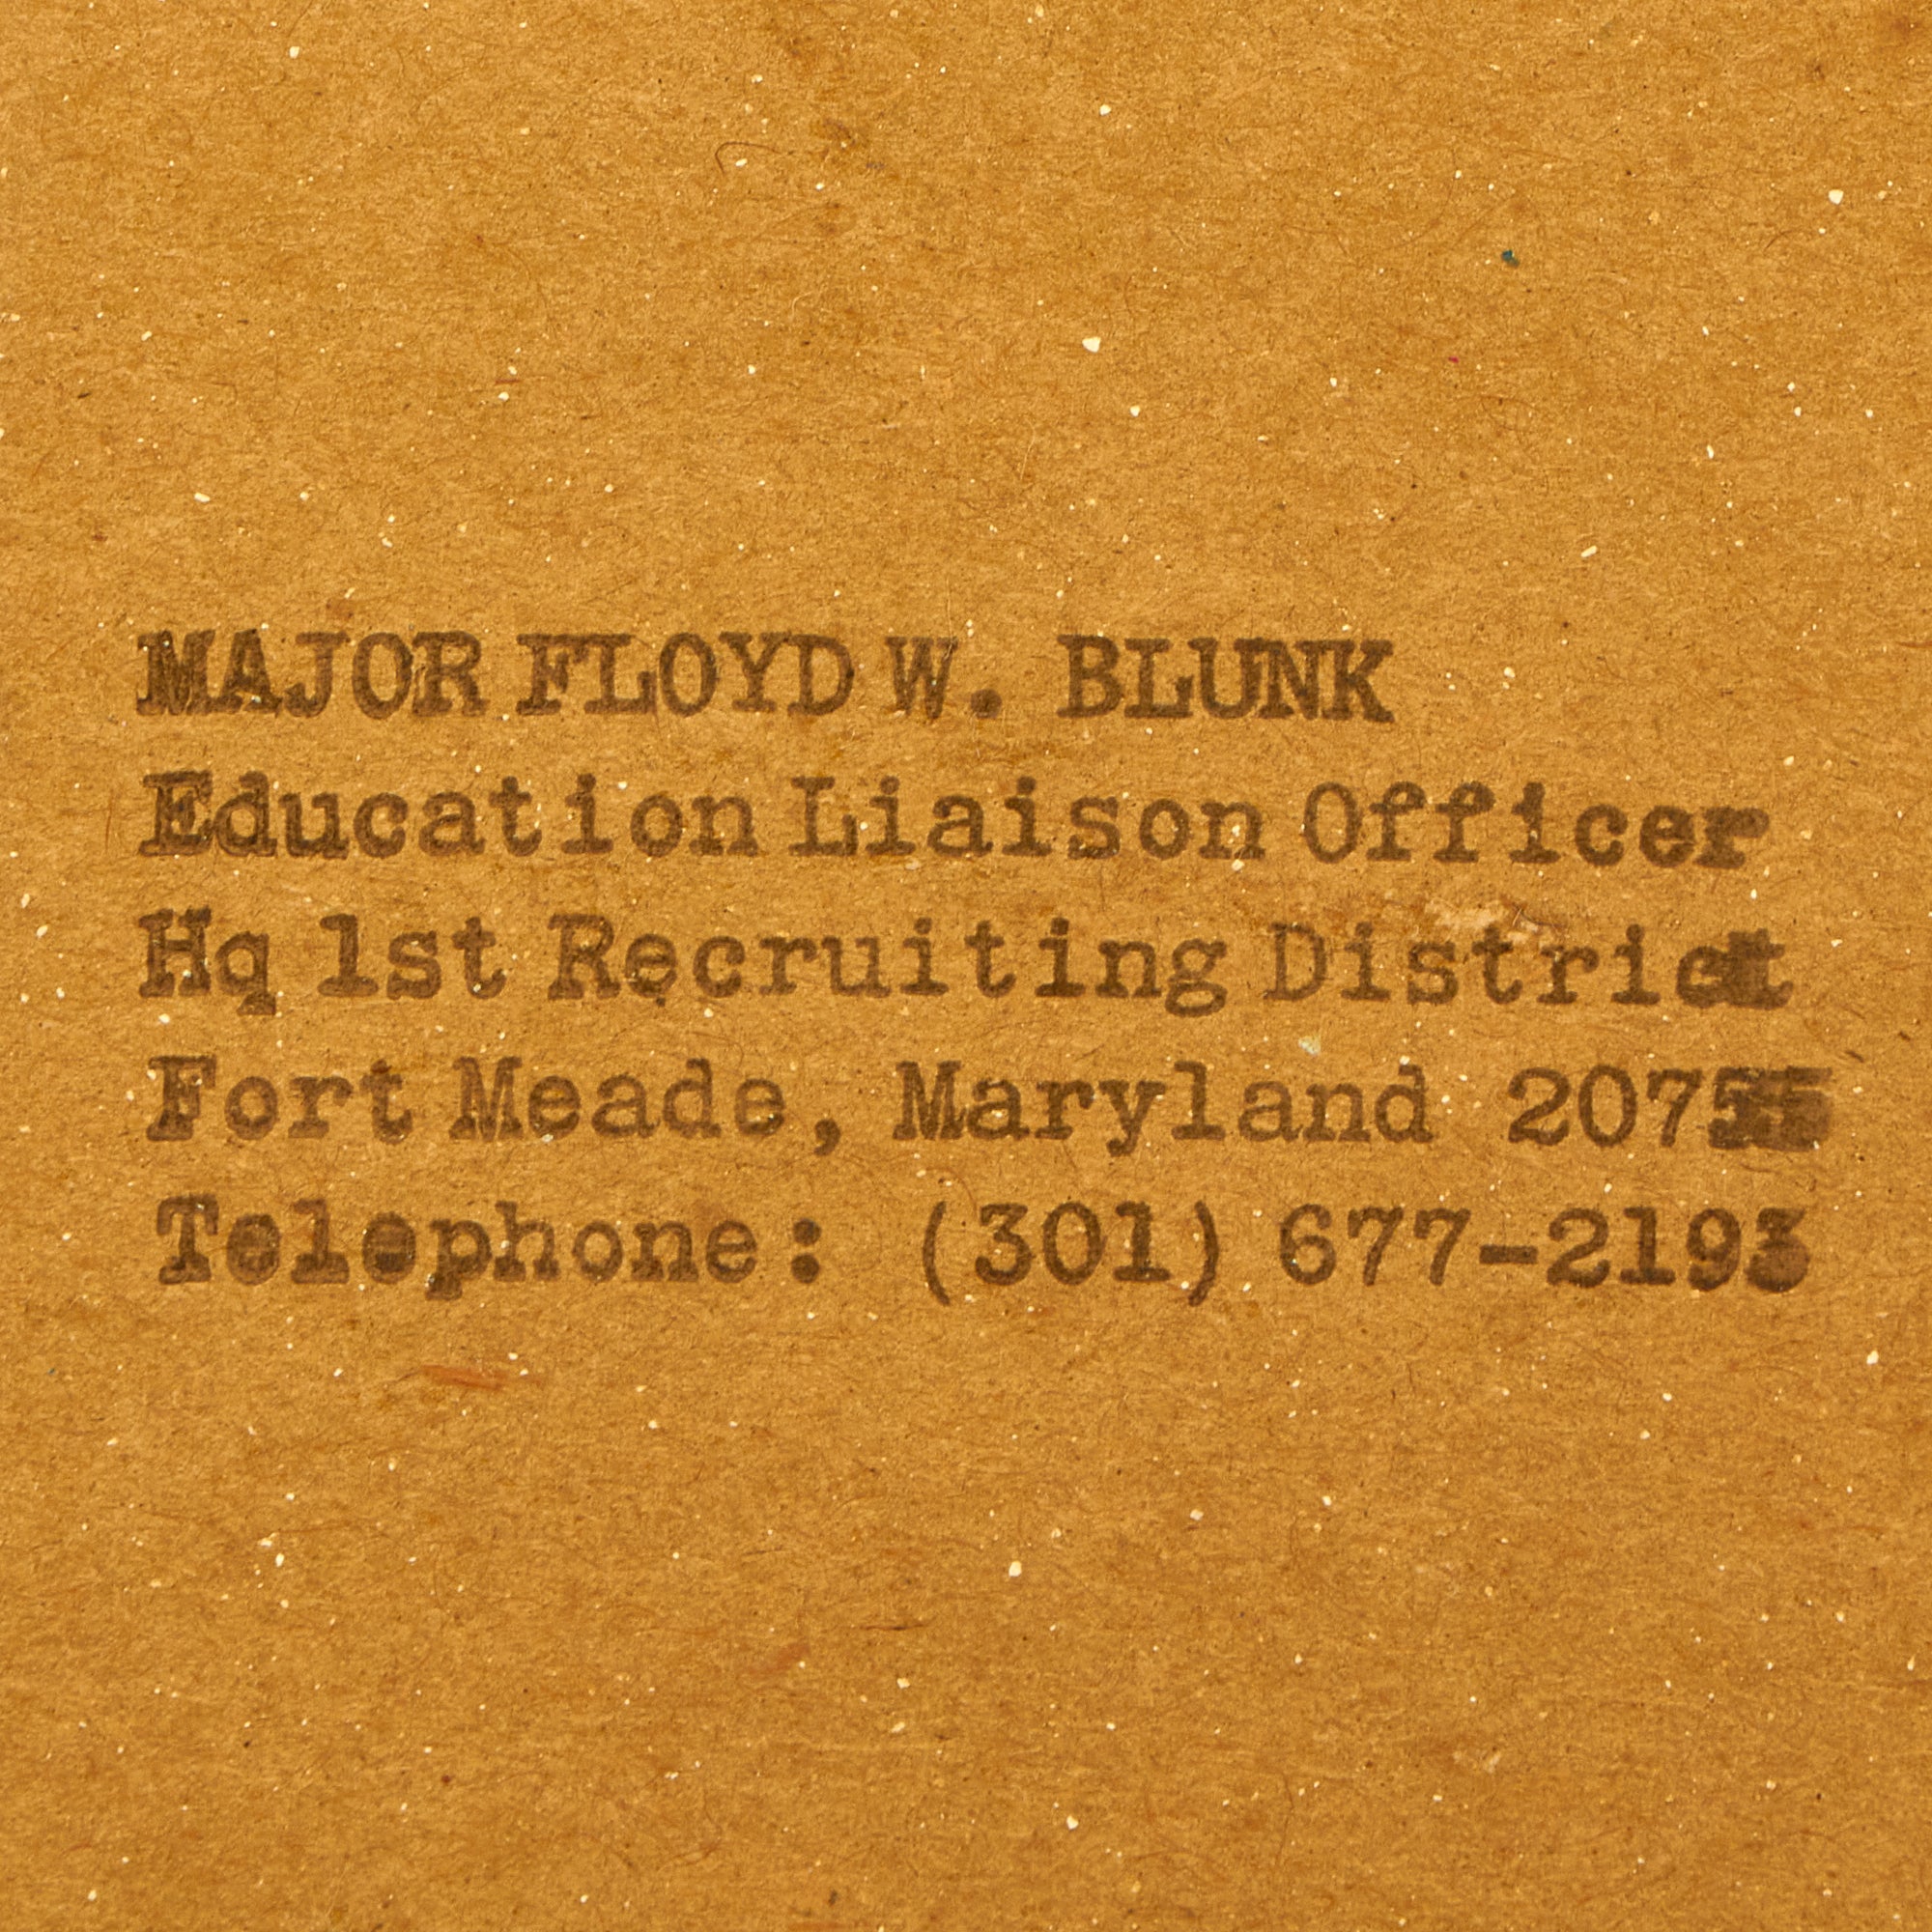 MAJOR FLOYD W. BLUNK
Education Liaison Officer
Hq 1st Recruiting District
Fort Meade, Maryland 20755
Telephone: (301) 677-2193